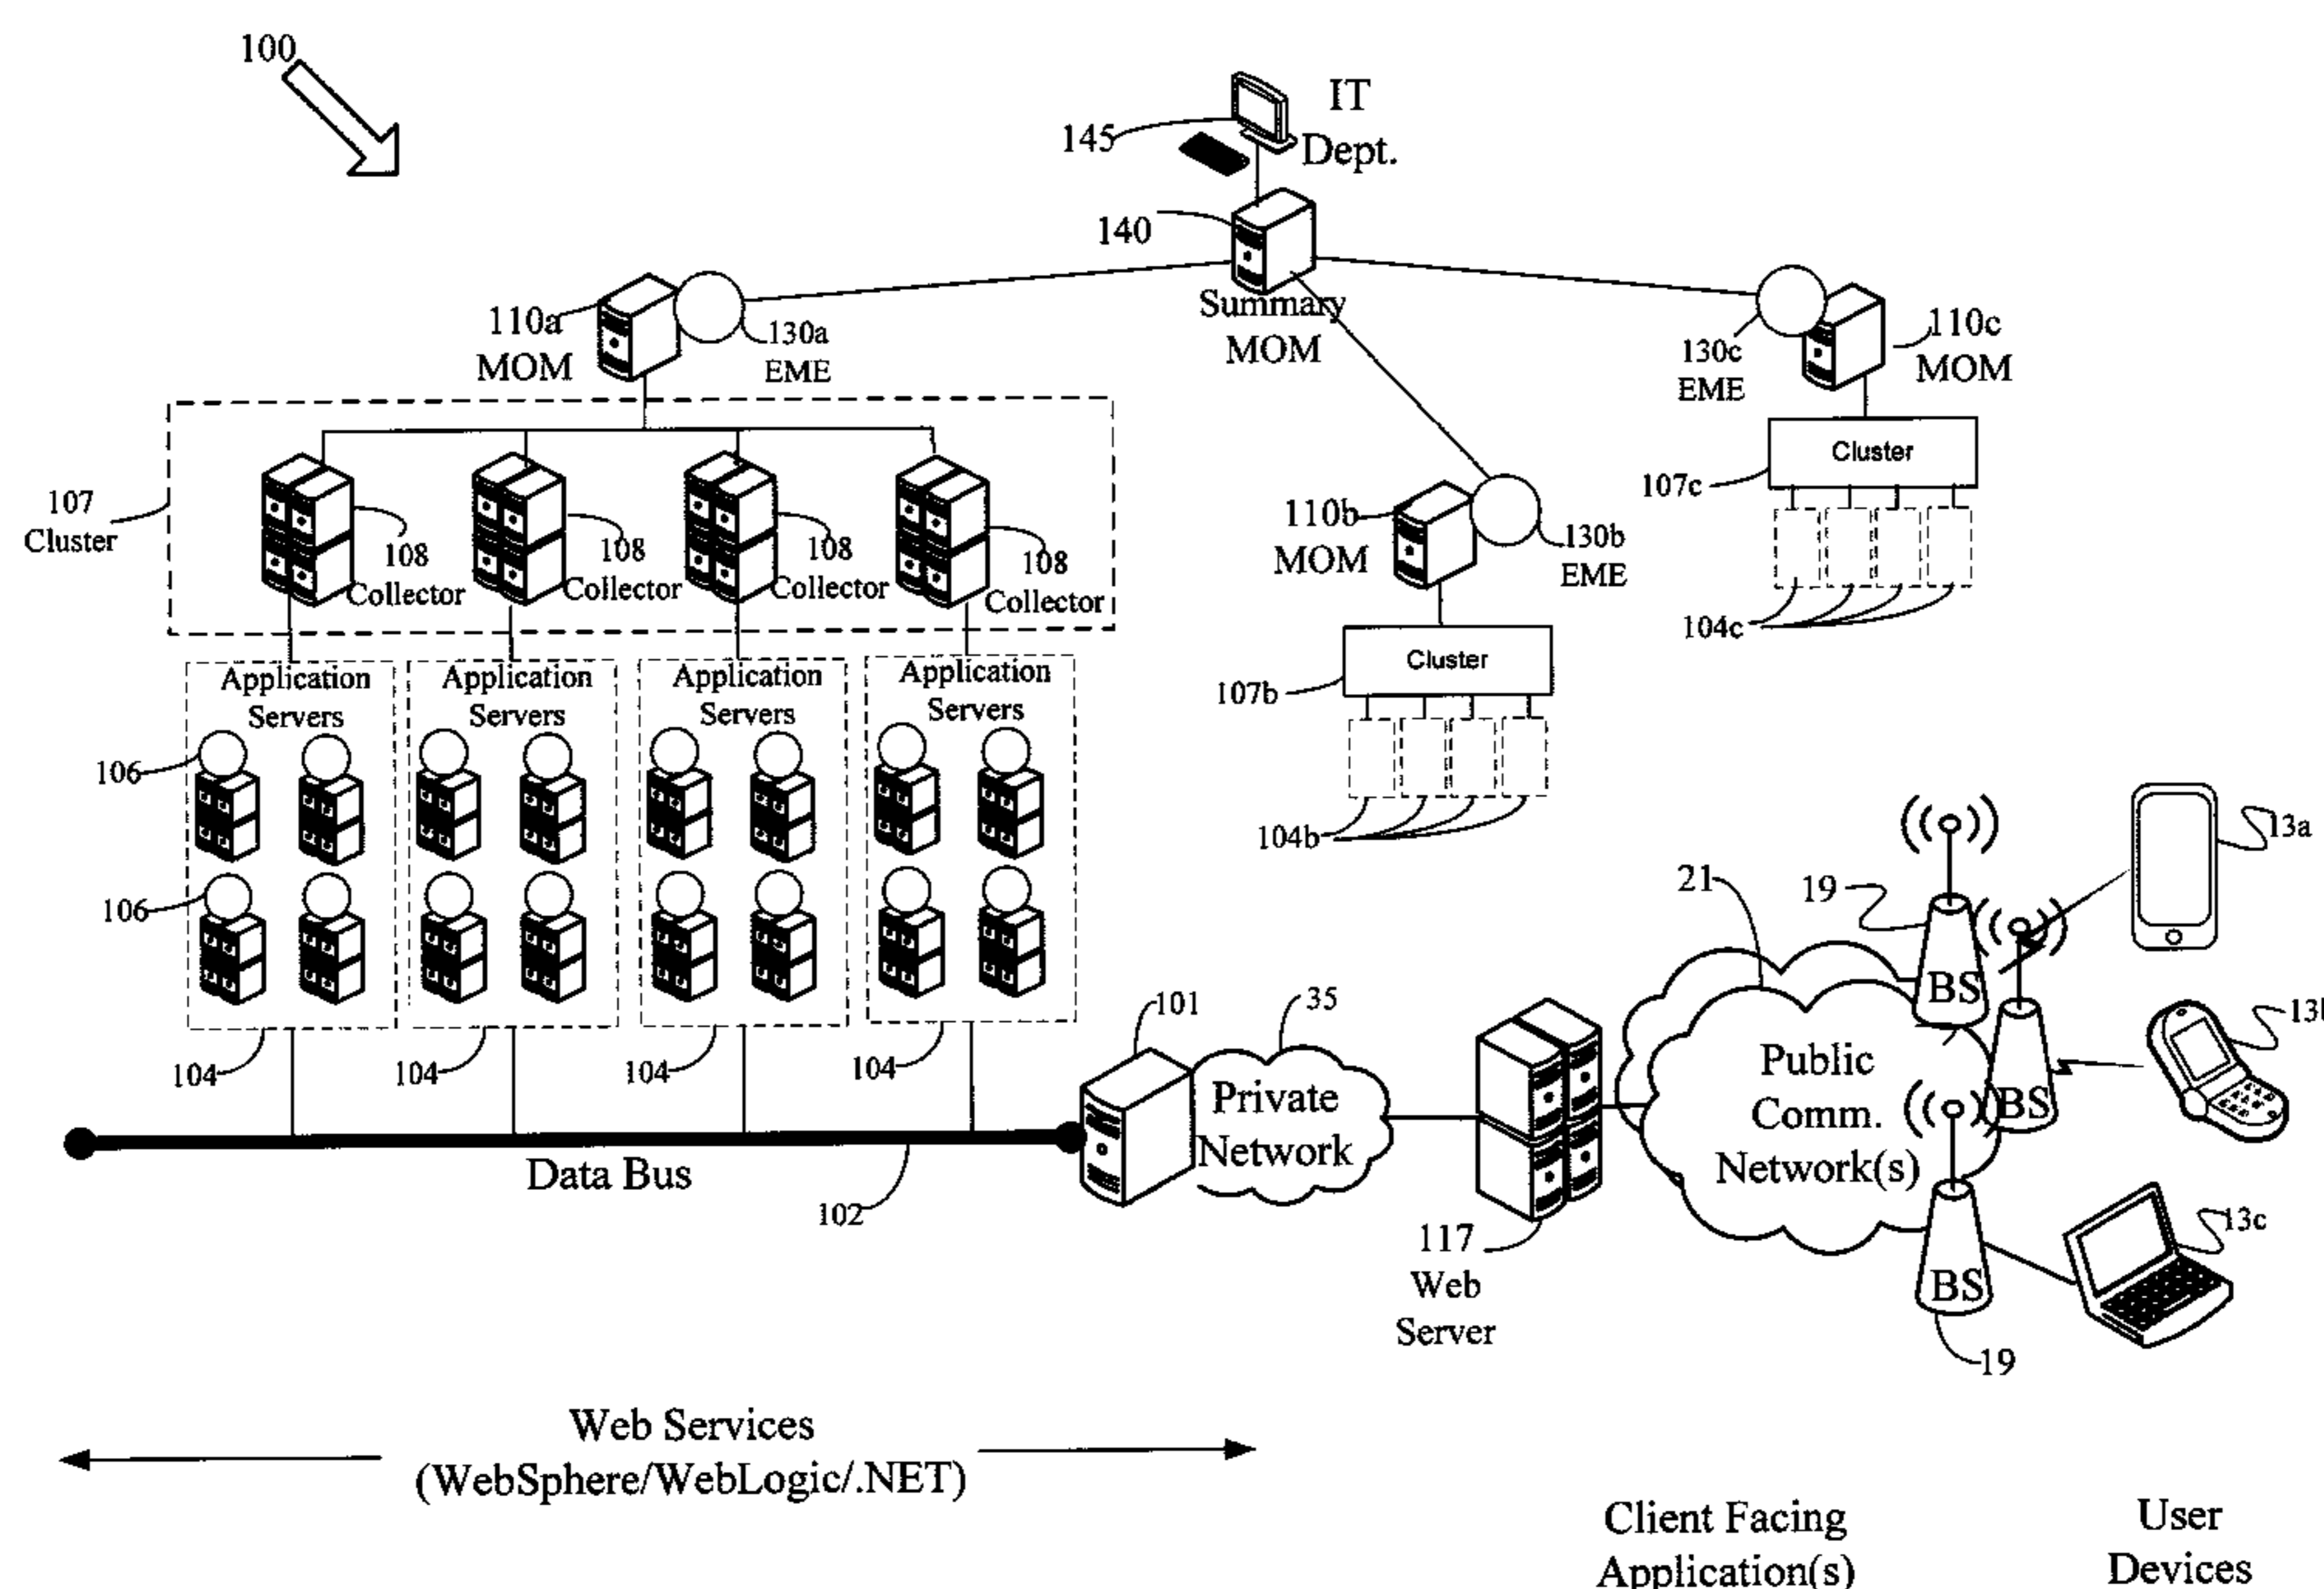 100
IT
145
Dept.
140
Summary
MOM
110a
MOM
130a
EME
130c
EME
110c
MOM
Cluster
107c
104c
107
Cluster
108
Collector
108
Collector
108
Collector
108
Collector
110b
MOM
130b
EME
Cluster
107b
104b
Application
Servers
Application
Servers
Application
Servers
Application
Servers
106
106
104
104
104
104
Data Bus
102
101
35
Private
Network
117
Web
Server
21
19
Public
Comm.
Network(s)
BS
BS
BS
19
13a
13b
13c
Web Services
(WebSphere/WebLogic/.NET)
Client Facing
Application(s)
User
Devices